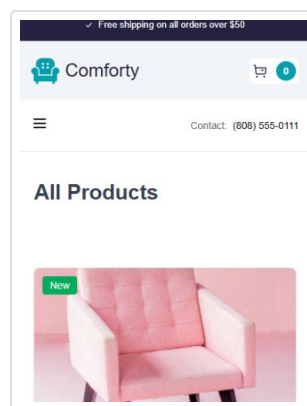 ✓ Free shipping on all orders over $50
Comforty
0
Contact: (808) 555-0111
All Products
New